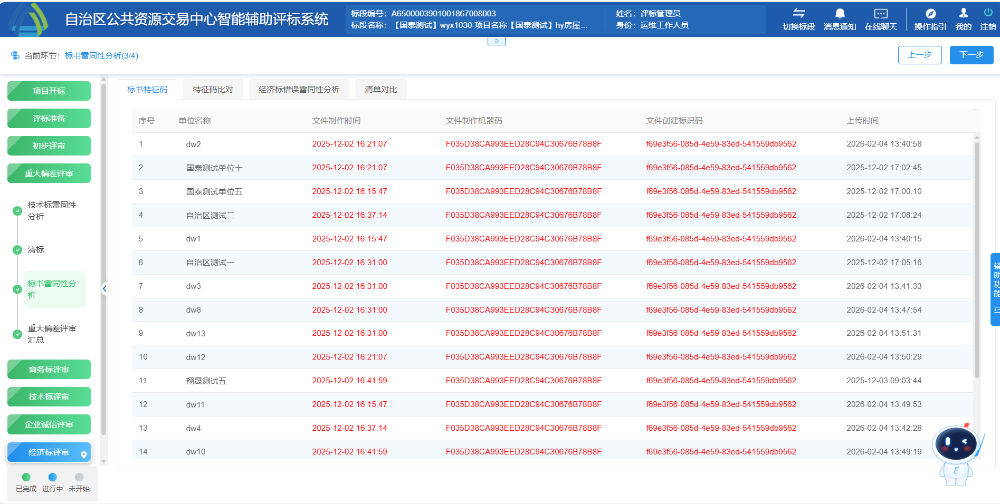 自治区公共资源交易中心智能辅助评标系统
标段编号：A6500003901001867008003
标段名称：【国泰测试】wyx1030-项目名称【国泰测试】hy房屋...
姓名：评标管理员
身份：运维工作人员
切换标段 消息通知 在线聊天 操作指引 我的 注销
当前环节：标书雷同性分析(3/4)
上一步 下一步
项目开标
评标准备
初步评审
重大偏差评审
技术标雷同性
分析
清标
标书雷同性分
析
重大偏差评审
汇总
商务标评审
技术标评审
企业诚信评审
经济标评审
已完成 进行中 未开始
标书特征码 特征码比对 经济标错误雷同性分析 清单对比
序号 单位名称 文件制作时间 文件制作机器码 文件创建标识码 上传时间
1 dw2 2025-12-02 16:21:07 F035D38CA993EED28C94C30676B78B8F f69e3f56-085d-4e59-83ed-541559db9562 2026-02-04 13:40:58
2 国泰测试单位十 2025-12-02 16:21:07 F035D38CA993EED28C94C30676B78B8F f69e3f56-085d-4e59-83ed-541559db9562 2025-12-02 17:02:45
3 国泰测试单位五 2025-12-02 16:15:47 F035D38CA993EED28C94C30676B78B8F f69e3f56-085d-4e59-83ed-541559db9562 2025-12-02 17:00:10
4 自治区测试二 2025-12-02 16:37:14 F035D38CA993EED28C94C30676B78B8F f69e3f56-085d-4e59-83ed-541559db9562 2025-12-02 17:08:24
5 dw1 2025-12-02 16:15:47 F035D38CA993EED28C94C30676B78B8F f69e3f56-085d-4e59-83ed-541559db9562 2026-02-04 13:40:15
6 自治区测试一 2025-12-02 16:31:00 F035D38CA993EED28C94C30676B78B8F f69e3f56-085d-4e59-83ed-541559db9562 2025-12-02 17:05:16
7 dw3 2025-12-02 16:31:00 F035D38CA993EED28C94C30676B78B8F f69e3f56-085d-4e59-83ed-541559db9562 2026-02-04 13:41:33
8 dw8 2025-12-02 16:31:00 F035D38CA993EED28C94C30676B78B8F f69e3f56-085d-4e59-83ed-541559db9562 2026-02-04 13:47:54
9 dw13 2025-12-02 16:31:00 F035D38CA993EED28C94C30676B78B8F f69e3f56-085d-4e59-83ed-541559db9562 2026-02-04 13:51:31
10 dw12 2025-12-02 16:21:07 F035D38CA993EED28C94C30676B78B8F f69e3f56-085d-4e59-83ed-541559db9562 2026-02-04 13:50:29
11 翔晟测试五 2025-12-02 16:41:59 F035D38CA993EED28C94C30676B78B8F f69e3f56-085d-4e59-83ed-541559db9562 2025-12-03 09:03:44
12 dw11 2025-12-02 16:15:47 F035D38CA993EED28C94C30676B78B8F f69e3f56-085d-4e59-83ed-541559db9562 2026-02-04 13:49:53
13 dw4 2025-12-02 16:37:14 F035D38CA993EED28C94C30676B78B8F f69e3f56-085d-4e59-83ed-541559db9562 2026-02-04 13:42:28
14 dw10 2025-12-02 16:41:59 F035D38CA993EED28C94C30676B78B8F f69e3f56-085d-4e59-83ed-541559db9562 2026-02-04 13:49:19
辅助功能
E